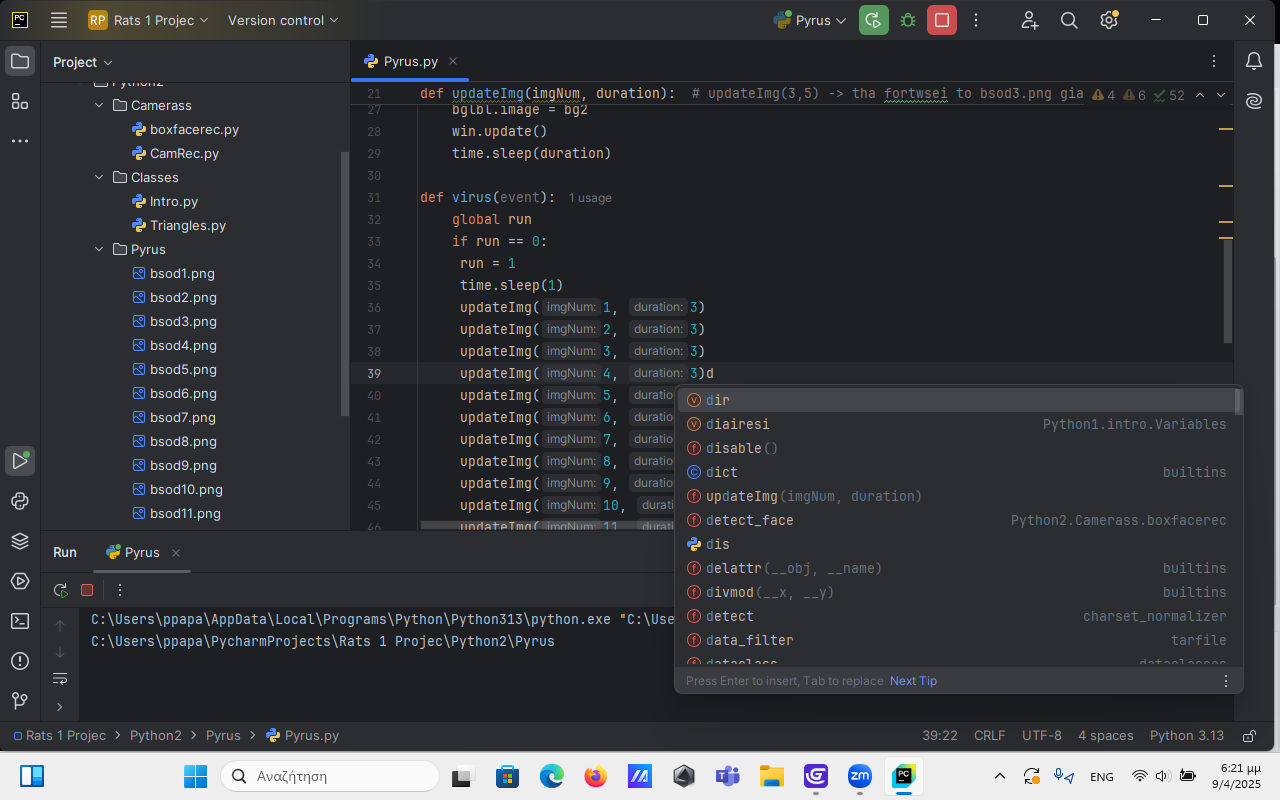 RP Rats 1 Projec Version control Pyrus
Project Pyrus.py
21 def updateImg(imgNum, duration): # updateImg(3,5) -> tha fortwsei to bsod3.png gia 4 6 52
Python2
27 bglbl.image = bg2
Camerass
28 win.update()
boxfacerec.py
29 time.sleep(duration)
CamRec.py
30
Classes
31 def virus(event): 1 usage
Intro.py
32 global run
Triangles.py
33 if run == 0:
Pyrus
34 run = 1
bsod1.png
35 time.sleep(1)
bsod2.png
36 updateImg( imgNum: 1, duration: 3)
bsod3.png
37 updateImg( imgNum: 2, duration: 3)
bsod4.png
38 updateImg( imgNum: 3, duration: 3)
bsod5.png
39 updateImg( imgNum: 4, duration: 3)d
bsod6.png
40 updateImg( imgNum: 5, duration
bsod7.png
41 updateImg( imgNum: 6, duration
bsod8.png
42 updateImg( imgNum: 7, duration
bsod9.png
43 updateImg( imgNum: 8, duration
bsod10.png
44 updateImg( imgNum: 9, duration
bsod11.png
45 updateImg( imgNum: 10, durati
46 updateImg( imgNum: 11, durati
dir
diairesi Python1.intro.Variables
disable()
dict builtins
updateImg(imgNum, duration)
detect_face Python2.Camerass.boxfacerec
dis
delattr(__obj, __name) builtins
divmod(__x, __y) builtins
detect charset_normalizer
data_filter tarfile
dataclass dataclasses
Press Enter to insert, Tab to replace Next Tip
Run Pyrus
C:\Users\ppapa\AppData\Local\Programs\Python\Python313\python.exe "C:\Use
C:\Users\ppapa\PycharmProjects\Rats 1 Projec\Python2\Pyrus
Rats 1 Projec Python2 Pyrus Pyrus.py 39:22 CRLF UTF-8 4 spaces Python 3.13
Αναζήτηση zm PC ENG 6:21 μμ
9/4/2025